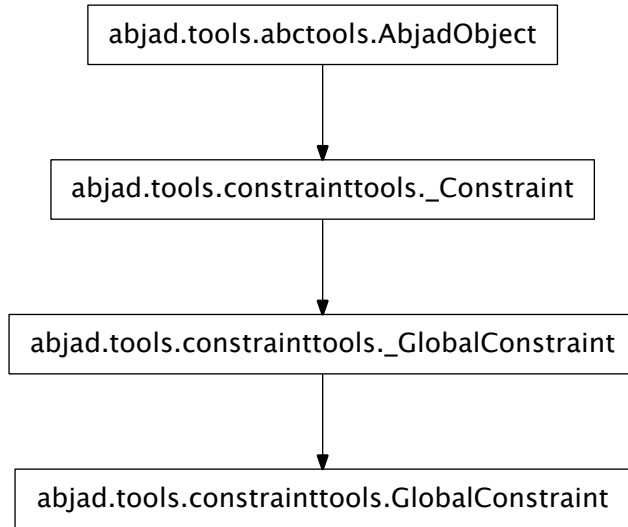 abjad.tools.abctools.AbjadObject
abjad.tools.constrainttools._Constraint
abjad.tools.constrainttools._GlobalConstraint
abjad.tools.constrainttools.GlobalConstraint